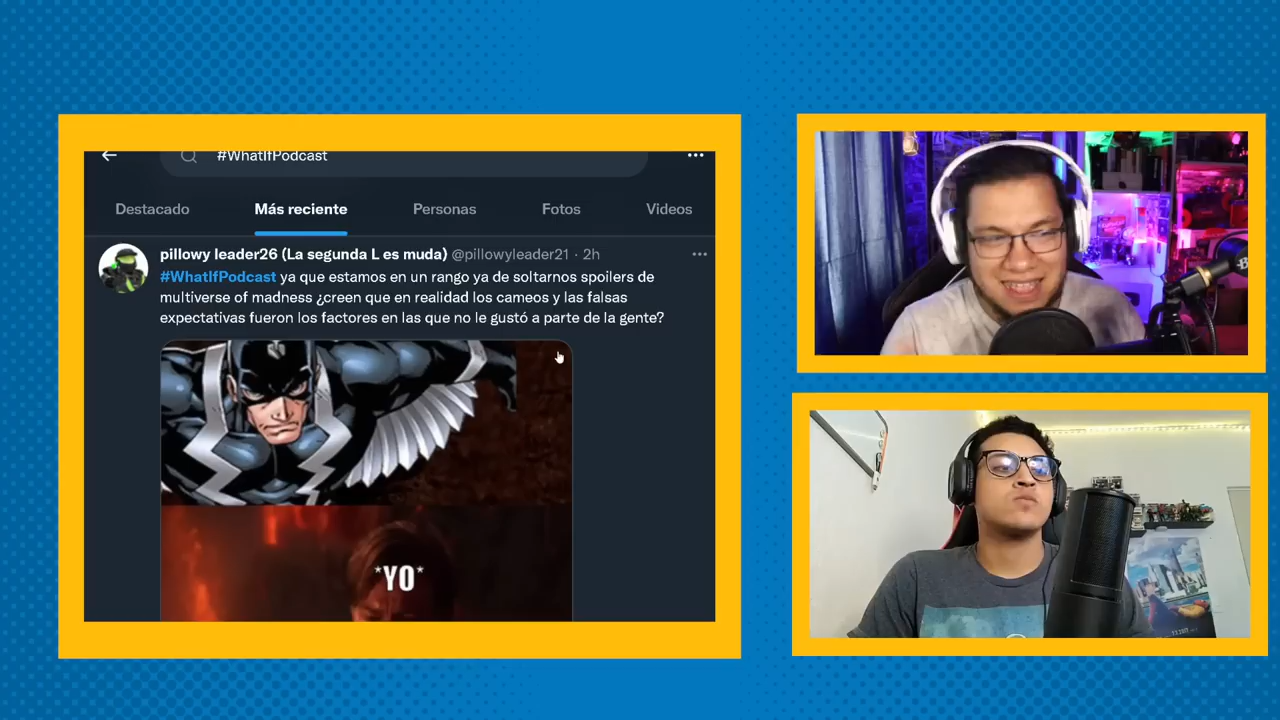 #WhatIfPodcast
Destacado Más reciente Personas Fotos Videos
pillowy leader26 (La segunda L es muda) @pillowyleader21 · 2h
#WhatIfPodcast ya que estamos en un rango ya de soltarnos spoilers de
multiverse of madness ¿creen que en realidad los cameos y las falsas
expectativas fueron los factores en las que no le gustó a parte de la gente?
*YO*